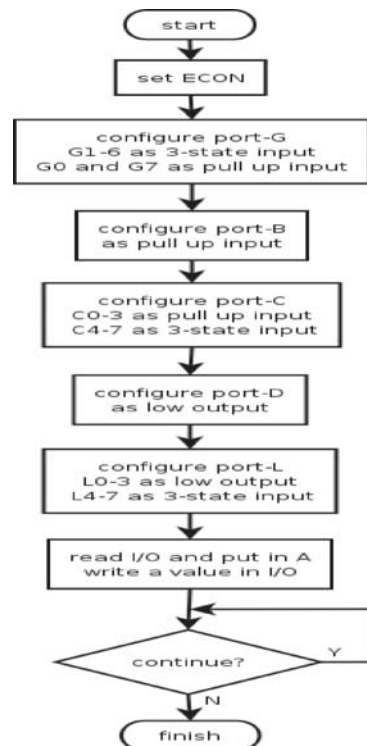 start
set ECON
configure port-G
G1-6 as 3-state input
G0 and G7 as pull up input
configure port-B
as pull up input
configure port-C
C0-3 as pull up input
C4-7 as 3-state input
configure port-D
as low output
configure port-L
L0-3 as low output
L4-7 as 3-state input
read I/O and put in A
write a value in I/O
continue?
Y
N
finish